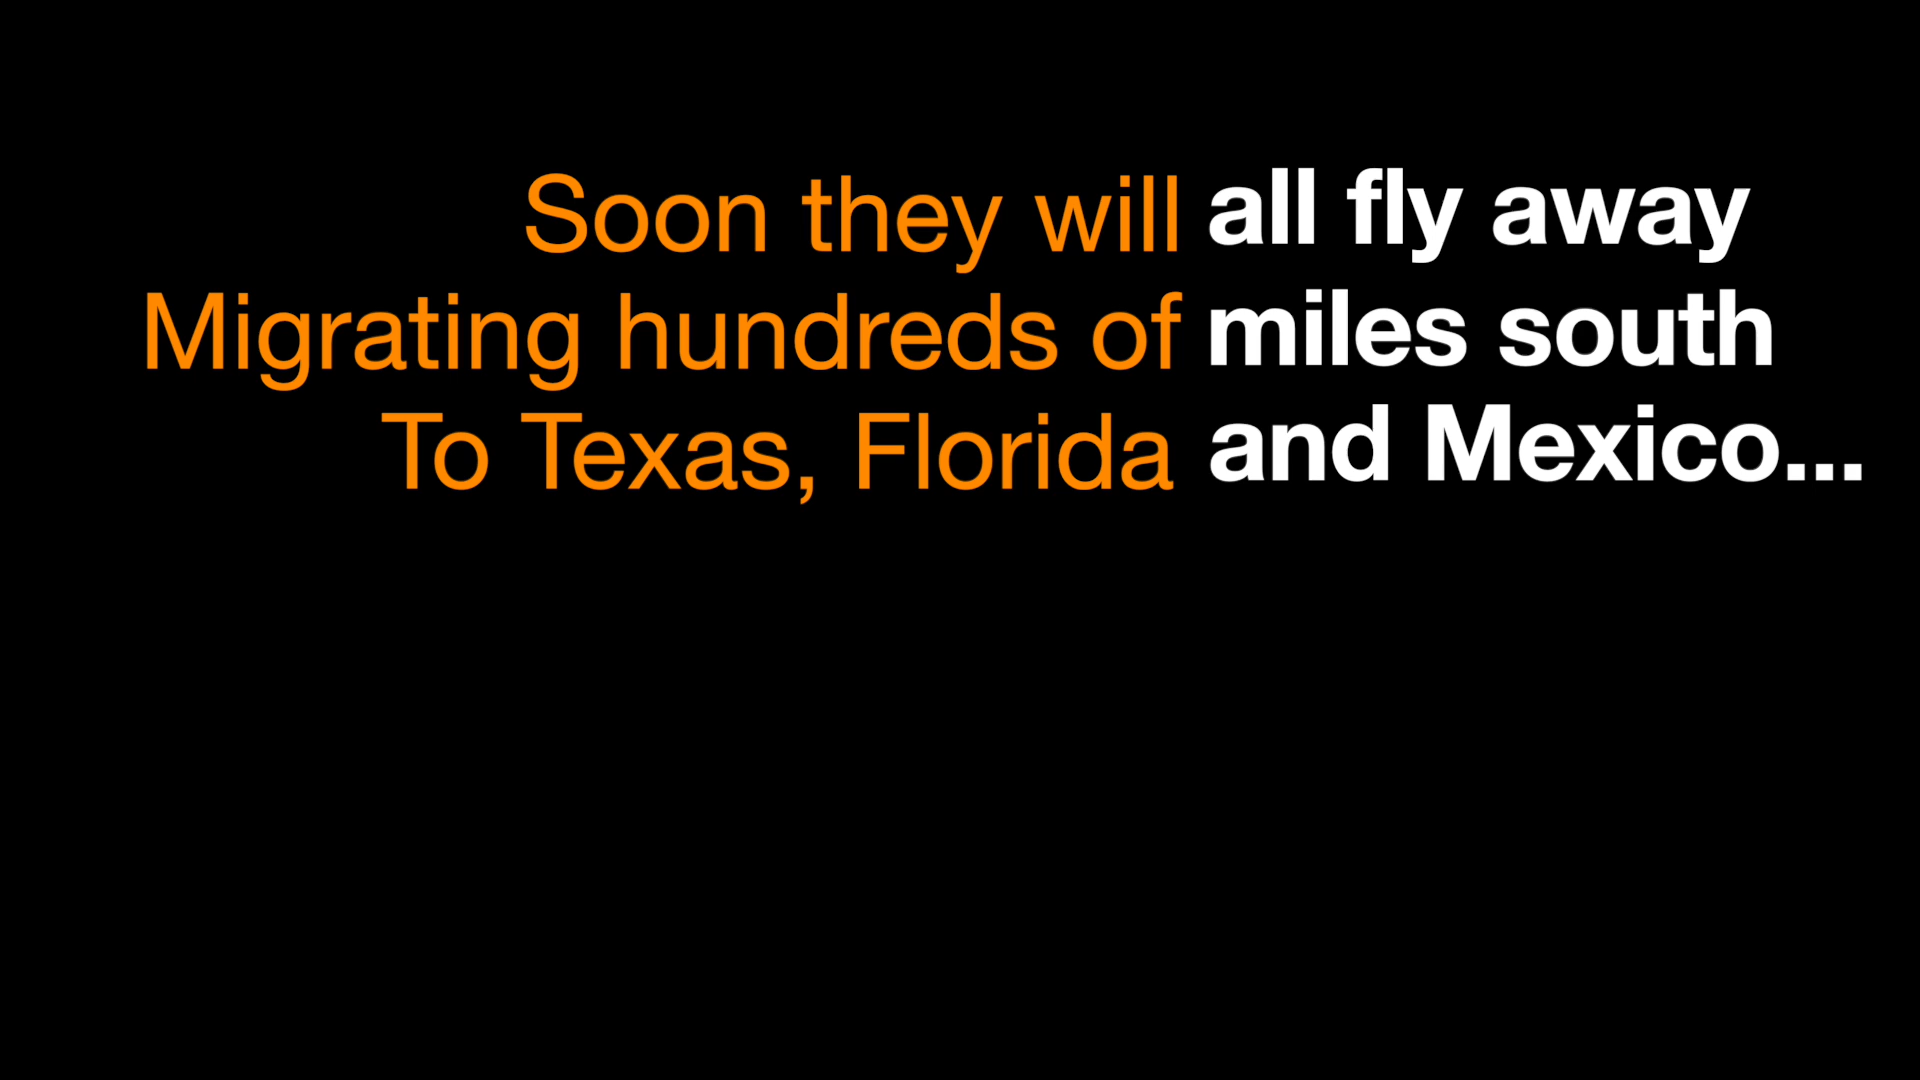 Soon they will all fly away
Migrating hundreds of miles south
To Texas, Florida and Mexico...